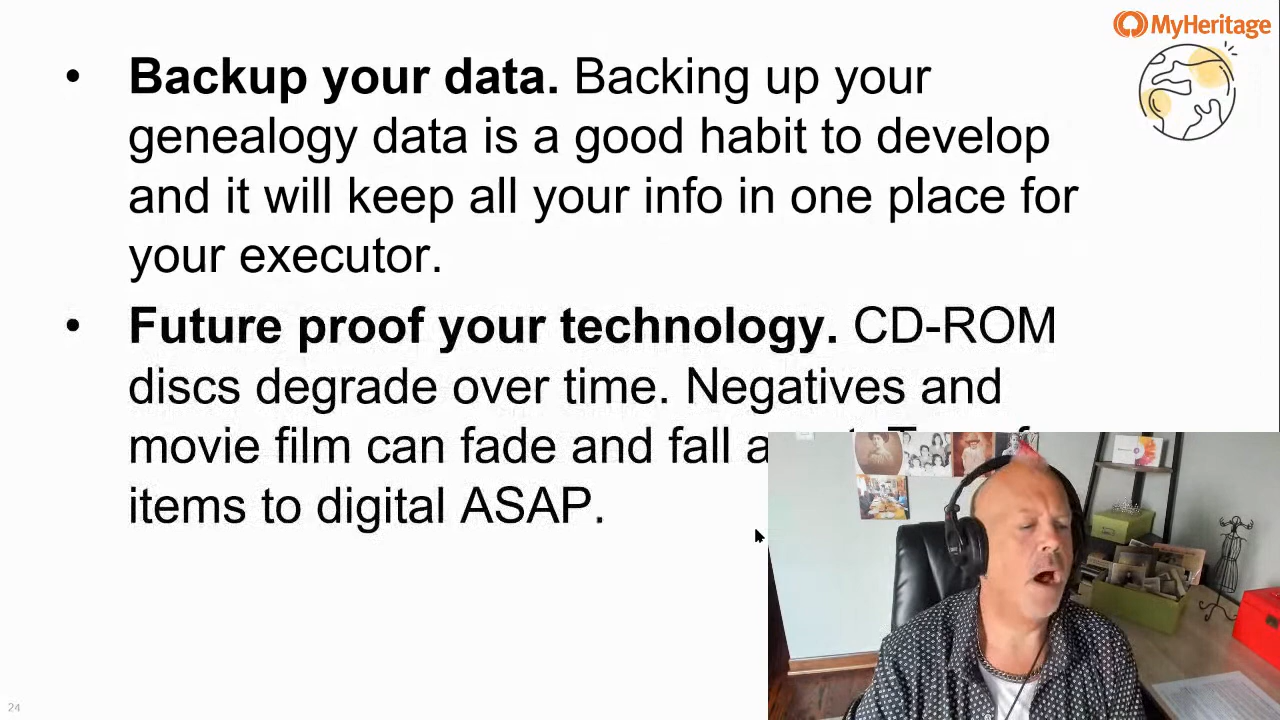 MyHeritage
• Backup your data. Backing up your
genealogy data is a good habit to develop
and it will keep all your info in one place for
your executor.
• Future proof your technology. CD-ROM
discs degrade over time. Negatives and
movie film can fade and fall
items to digital ASAP.
24